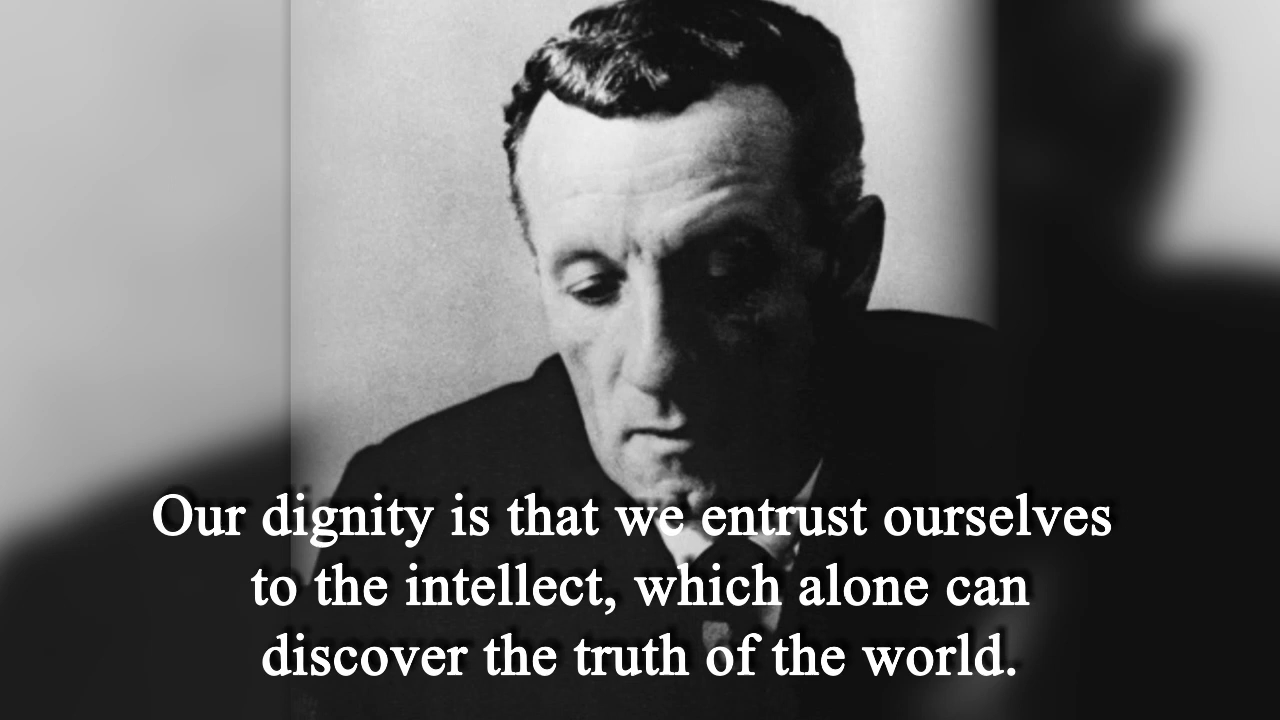 Our dignity is that we entrust ourselves
to the intellect, which alone can
discover the truth of the world.